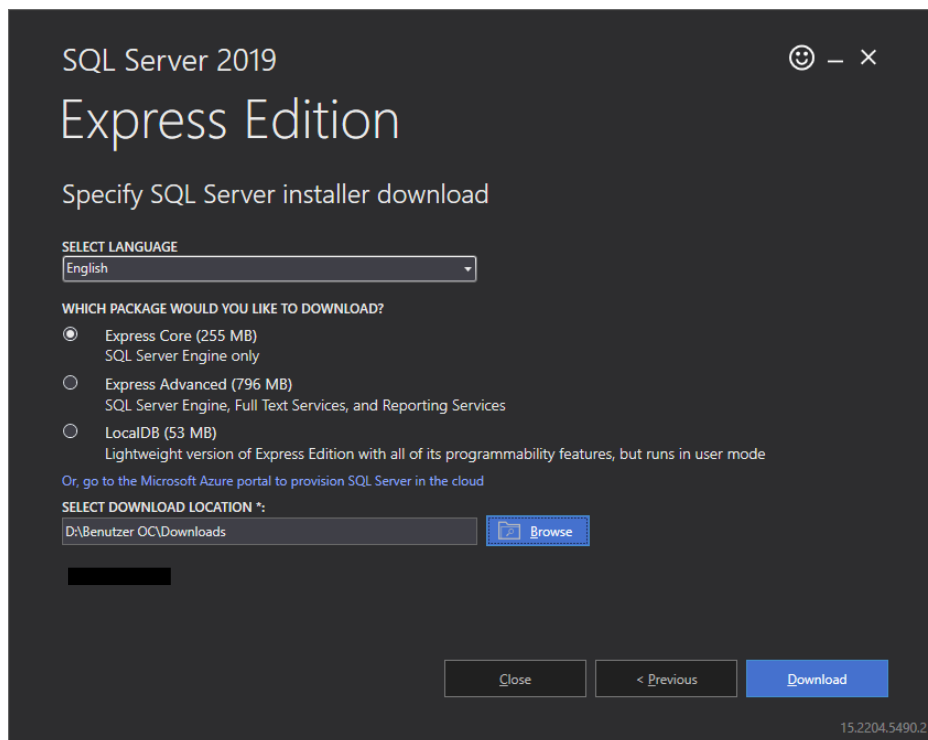 SQL Server 2019
Express Edition
Specify SQL Server installer download
SELECT LANGUAGE
English
WHICH PACKAGE WOULD YOU LIKE TO DOWNLOAD?
Express Core (255 MB)
SQL Server Engine only
Express Advanced (796 MB)
SQL Server Engine, Full Text Services, and Reporting Services
LocalDB (53 MB)
Lightweight version of Express Edition with all of its programmability features, but runs in user mode
Or, go to the Microsoft Azure portal to provision SQL Server in the cloud
SELECT DOWNLOAD LOCATION *:
D:\Benutzer OC\Downloads
Browse
Close
< Previous
Download
15.2204.5490.2